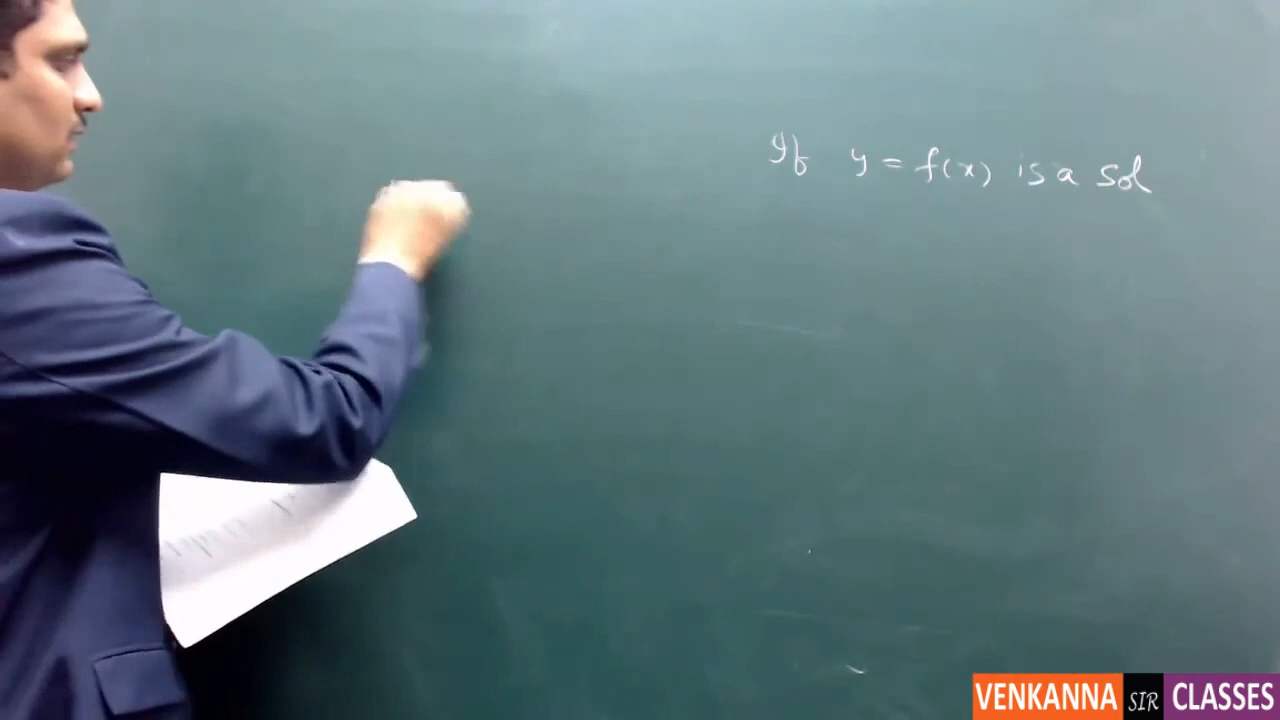 If y = f(x) is a sol
VENKANNA SIR CLASSES